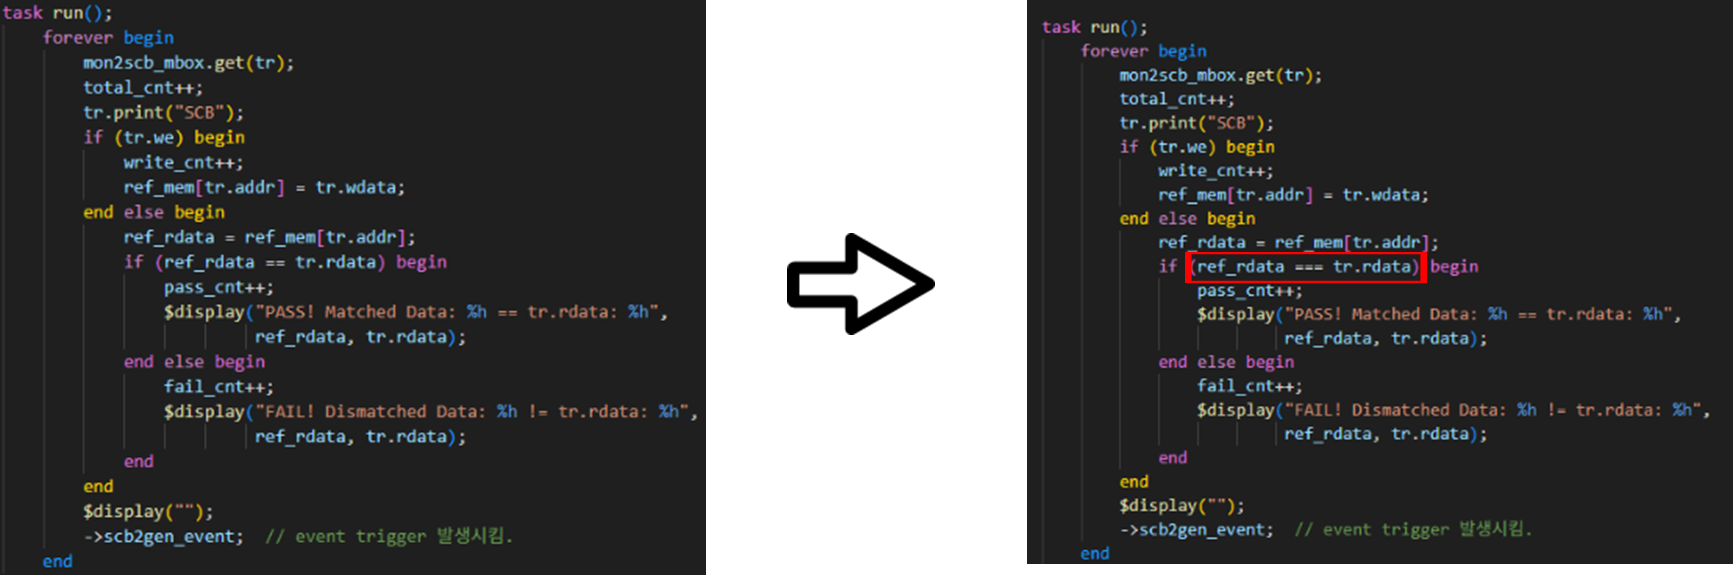 task run();
forever begin
mon2scb_mbox.get(tr);
total_cnt++;
tr.print("SCB");
if (tr.we) begin
write_cnt++;
ref_mem[tr.addr] = tr.wdata;
end else begin
ref_rdata = ref_mem[tr.addr];
if (ref_rdata == tr.rdata) begin
pass_cnt++;
$display("PASS! Matched Data: %h == tr.rdata: %h",
ref_rdata, tr.rdata);
end else begin
fail_cnt++;
$display("FAIL! Dismatched Data: %h != tr.rdata: %h",
ref_rdata, tr.rdata);
end
end
$display("");
->scb2gen_event;  // event trigger 발생시킴.
end
task run();
forever begin
mon2scb_mbox.get(tr);
total_cnt++;
tr.print("SCB");
if (tr.we) begin
write_cnt++;
ref_mem[tr.addr] = tr.wdata;
end else begin
ref_rdata = ref_mem[tr.addr];
if (ref_rdata === tr.rdata) begin
pass_cnt++;
$display("PASS! Matched Data: %h == tr.rdata: %h",
ref_rdata, tr.rdata);
end else begin
fail_cnt++;
$display("FAIL! Dismatched Data: %h != tr.rdata: %h",
ref_rdata, tr.rdata);
end
end
$display("");
->scb2gen_event;  // event trigger 발생시킴.
end